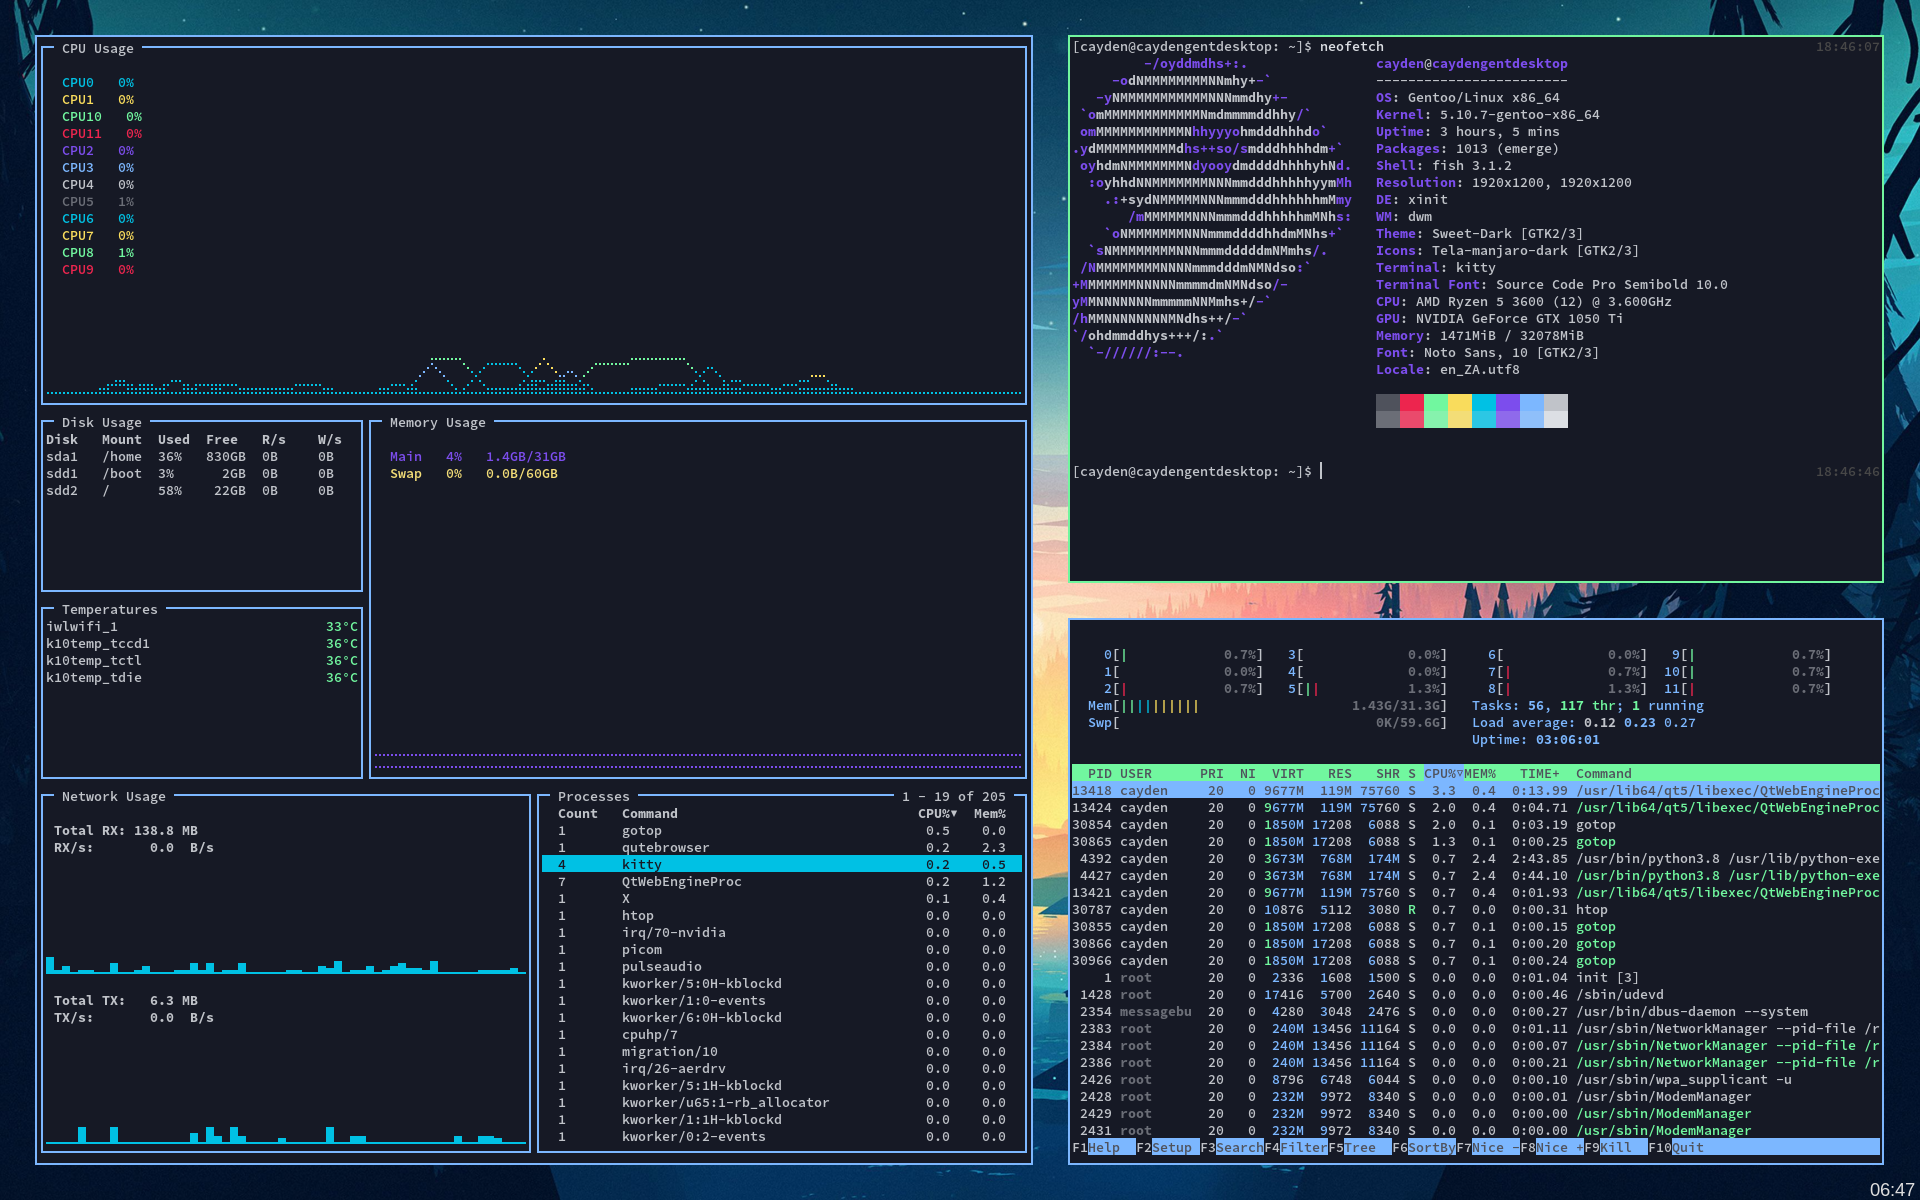 CPU Usage
CPU0 0%
CPU1 0%
CPU10 0%
CPU11 0%
CPU2 0%
CPU3 0%
CPU4 0%
CPU5 1%
CPU6 0%
CPU7 0%
CPU8 1%
CPU9 0%
Disk Usage
Disk Mount Used Free R/s W/s
sda1 /home 36% 830GB 0B 0B
sdd1 /boot 3% 2GB 0B 0B
sdd2 / 58% 22GB 0B 0B
Memory Usage
Main 4% 1.4GB/31GB
Swap 0% 0.0B/60GB
Temperatures
iwlwifi_1 33°C
k10temp_tccd1 36°C
k10temp_tctl 36°C
k10temp_tdie 36°C
Network Usage
Total RX: 138.8 MB
RX/s: 0.0 B/s
Total TX: 6.3 MB
TX/s: 0.0 B/s
Processes 1 - 19 of 205
Count Command CPU%▼ Mem%
1 gotop 0.5 0.0
1 qutebrowser 0.2 2.3
4 kitty 0.2 0.5
7 QtWebEngineProc 0.2 1.2
1 X 0.1 0.4
1 htop 0.0 0.0
1 irq/70-nvidia 0.0 0.0
1 picom 0.0 0.0
1 pulseaudio 0.0 0.0
1 kworker/5:0H-kblockd 0.0 0.0
1 kworker/1:0-events 0.0 0.0
1 kworker/6:0H-kblockd 0.0 0.0
1 cpuhp/7 0.0 0.0
1 migration/10 0.0 0.0
1 irq/26-aerdrv 0.0 0.0
1 kworker/5:1H-kblockd 0.0 0.0
1 kworker/u65:1-rb_allocator 0.0 0.0
1 kworker/1:1H-kblockd 0.0 0.0
1 kworker/0:2-events 0.0 0.0
[cayden@caydengentdesktop: ~]$ neofetch 18:46:07
cayden@caydengentdesktop
------------------------
OS: Gentoo/Linux x86_64
Kernel: 5.10.7-gentoo-x86_64
Uptime: 3 hours, 5 mins
Packages: 1013 (emerge)
Shell: fish 3.1.2
Resolution: 1920x1200, 1920x1200
DE: xinit
WM: dwm
Theme: Sweet-Dark [GTK2/3]
Icons: Tela-manjaro-dark [GTK2/3]
Terminal: kitty
Terminal Font: Source Code Pro Semibold 10.0
CPU: AMD Ryzen 5 3600 (12) @ 3.600GHz
GPU: NVIDIA GeForce GTX 1050 Ti
Memory: 1471MiB / 32078MiB
Font: Noto Sans, 10 [GTK2/3]
Locale: en_ZA.utf8
[cayden@caydengentdesktop: ~]$ 18:46:46
0[| 0.7%] 3[ 0.0%] 6[ 0.0%] 9[| 0.7%]
1[ 0.0%] 4[ 0.0%] 7[| 0.7%] 10[| 0.7%]
2[| 0.7%] 5[|| 1.3%] 8[| 1.3%] 11[| 0.7%]
Mem[|||||||||| 1.43G/31.3G] Tasks: 56, 117 thr; 1 running
Swp[ 0K/59.6G] Load average: 0.12 0.23 0.27
Uptime: 03:06:01
PID USER PRI NI VIRT RES SHR S CPU%▽MEM% TIME+ Command
13418 cayden 20 0 9677M 119M 75760 S 3.3 0.4 0:13.99 /usr/lib64/qt5/libexec/QtWebEngineProc
13424 cayden 20 0 9677M 119M 75760 S 2.0 0.4 0:04.71 /usr/lib64/qt5/libexec/QtWebEngineProc
30854 cayden 20 0 1850M 17208 6088 S 2.0 0.1 0:03.19 gotop
30865 cayden 20 0 1850M 17208 6088 S 1.3 0.1 0:00.25 gotop
4392 cayden 20 0 3673M 768M 174M S 0.7 2.4 2:43.85 /usr/bin/python3.8 /usr/lib/python-exe
4427 cayden 20 0 3673M 768M 174M S 0.7 2.4 0:44.10 /usr/bin/python3.8 /usr/lib/python-exe
13421 cayden 20 0 9677M 119M 75760 S 0.7 0.4 0:01.93 /usr/lib64/qt5/libexec/QtWebEngineProc
30787 cayden 20 0 10876 5112 3080 R 0.7 0.0 0:00.31 htop
30855 cayden 20 0 1850M 17208 6088 S 0.7 0.1 0:00.15 gotop
30866 cayden 20 0 1850M 17208 6088 S 0.7 0.1 0:00.20 gotop
30966 cayden 20 0 1850M 17208 6088 S 0.7 0.1 0:00.24 gotop
1 root 20 0 2336 1608 1500 S 0.0 0.0 0:01.04 init [3]
1428 root 20 0 17416 5700 2640 S 0.0 0.0 0:00.46 /sbin/udevd
2354 messagebu 20 0 4280 3048 2476 S 0.0 0.0 0:00.27 /usr/bin/dbus-daemon --system
2383 root 20 0 240M 13456 11164 S 0.0 0.0 0:01.11 /usr/sbin/NetworkManager --pid-file /r
2384 root 20 0 240M 13456 11164 S 0.0 0.0 0:00.07 /usr/sbin/NetworkManager --pid-file /r
2386 root 20 0 240M 13456 11164 S 0.0 0.0 0:00.21 /usr/sbin/NetworkManager --pid-file /r
2426 root 20 0 8796 6748 6044 S 0.0 0.0 0:00.10 /usr/sbin/wpa_supplicant -u
2428 root 20 0 232M 9972 8340 S 0.0 0.0 0:00.01 /usr/sbin/ModemManager
2429 root 20 0 232M 9972 8340 S 0.0 0.0 0:00.00 /usr/sbin/ModemManager
2431 root 20 0 232M 9972 8340 S 0.0 0.0 0:00.00 /usr/sbin/ModemManager
F1Help F2Setup F3SearchF4FilterF5Tree F6SortByF7Nice -F8Nice +F9Kill F10Quit
06:47